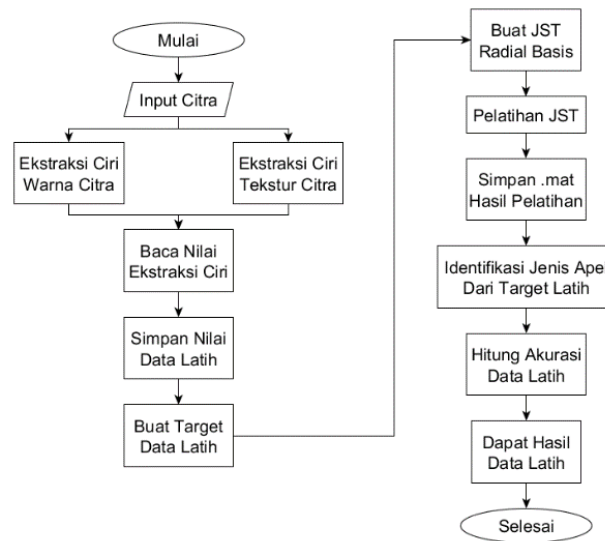 Mulai
Input Citra
Ekstraksi Ciri
Warna Citra
Ekstraksi Ciri
Tekstur Citra
Baca Nilai
Ekstraksi Ciri
Simpan Nilai
Data Latih
Buat Target
Data Latih
Buat JST
Radial Basis
Pelatihan JST
Simpan .mat
Hasil Pelatihan
Identifikasi Jenis Apel
Dari Target Latih
Hitung Akurasi
Data Latih
Dapat Hasil
Data Latih
Selesai